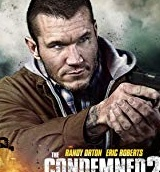 RANDY ORTON ERIC ROBERTS
THE
CONDEMNED 2